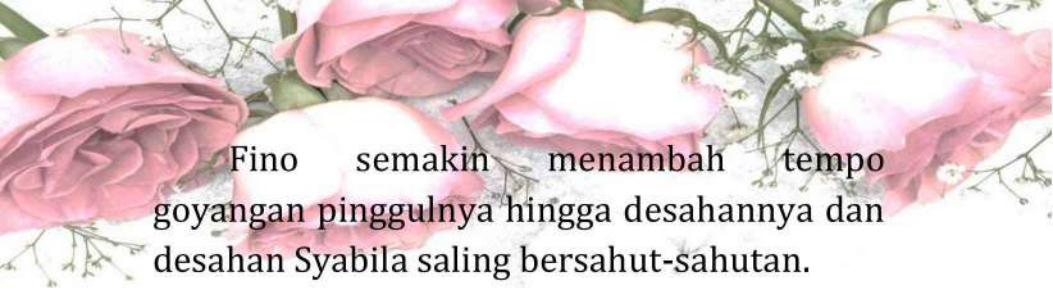 Fino semakin menambah tempo
goyangan pinggulnya hingga desahannya dan
desahan Syabila saling bersahut-sahutan.